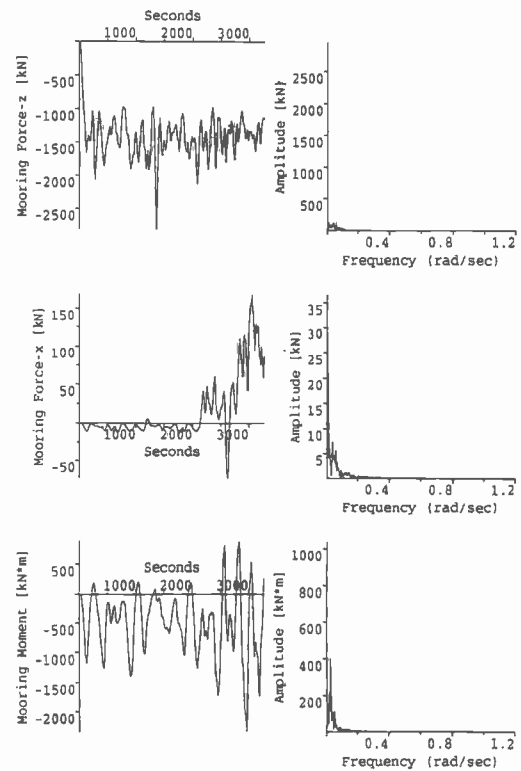 Seconds
1000 2000 3000
Mooring Force-z [kN]
-500
-1000
-1500
-2000
-2500
Amplitude [kN]
2500
2000
1500
1000
500
0.4 0.8 1.2
Frequency (rad/sec)
Mooring Force-x [kN]
150
100
50
-50
1000 2000 3000
Seconds
Amplitude [kN]
35
30
25
20
15
10
5
0.4 0.8 1.2
Frequency (rad/sec)
Mooring Moment [kN*m]
Seconds
500
1000 2000 3000
-500
-1000
-1500
-2000
Amplitude [kN*m]
1000
800
600
400
200
0.4 0.8 1.2
Frequency (rad/sec)